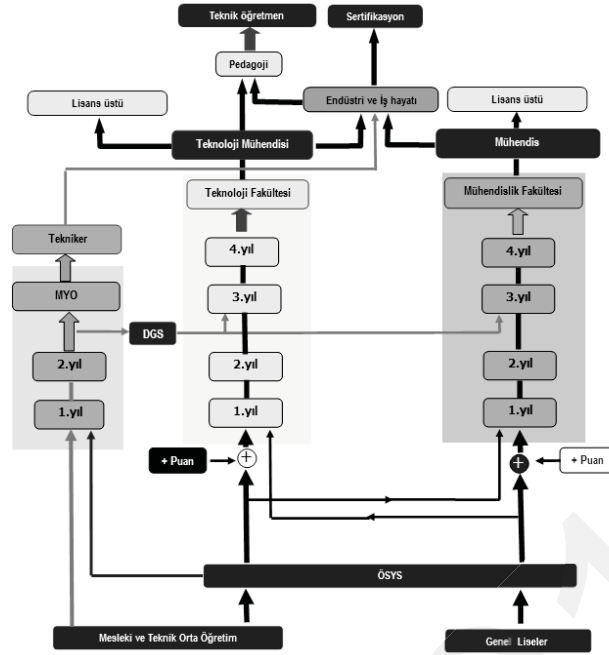 Teknik öğretmen
Sertifikasyon
Pedagoji
Lisans üstü
Endüstri ve İş hayatı
Lisans üstü
Teknoloji Mühendisi
Mühendis
Teknoloji Fakültesi
Mühendislik Fakültesi
Tekniker
4.yıl
4.yıl
MYO
3.yıl
3.yıl
DGS
2.yıl
2.yıl
2.yıl
1.yıl
1.yıl
1.yıl
+ Puan
+
+
+ Puan
ÖSYS
Mesleki ve Teknik Orta Öğretim
Genel Liseler